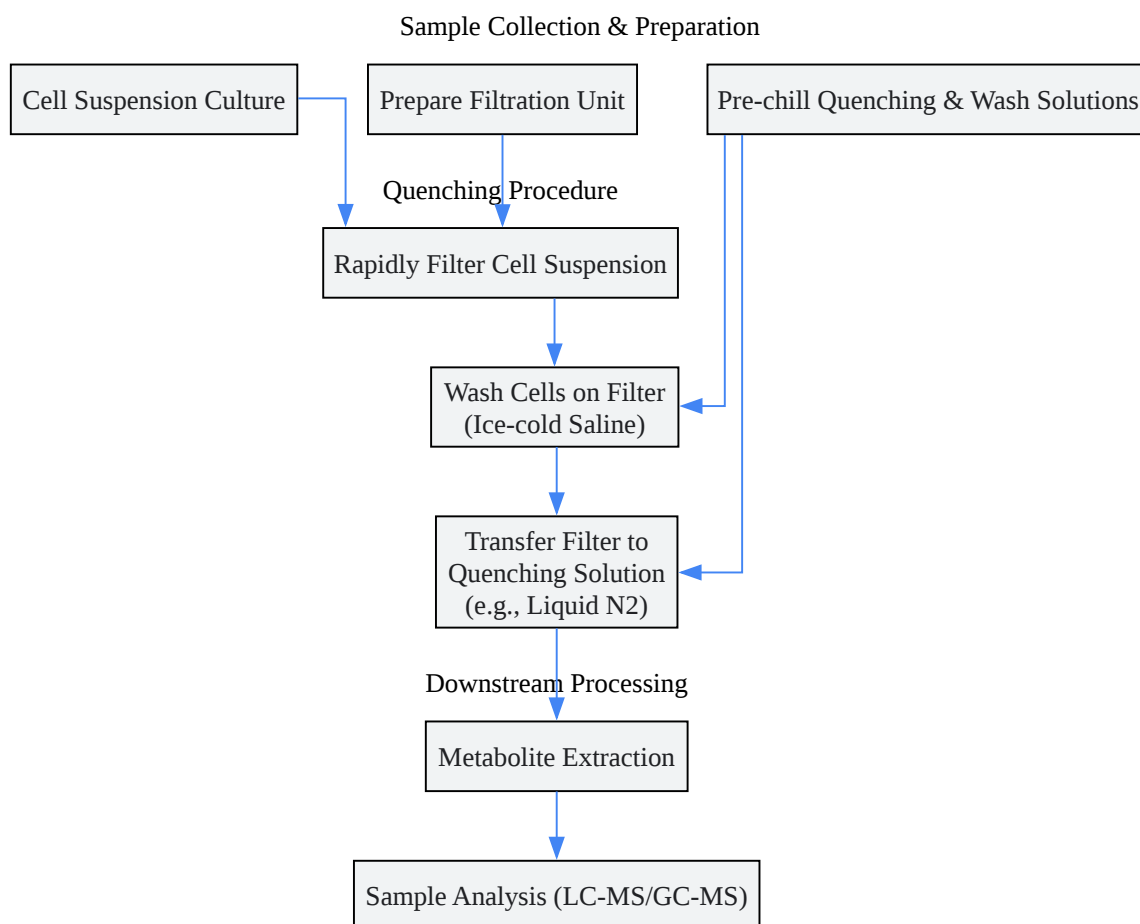 Sample Collection & Preparation
Cell Suspension Culture
Prepare Filtration Unit
Pre-chill Quenching & Wash Solutions
Quenching Procedure
Rapidly Filter Cell Suspension
Wash Cells on Filter
(Ice-cold Saline)
Transfer Filter to
Quenching Solution
(e.g., Liquid N2)
Downstream Processing
Metabolite Extraction
Sample Analysis (LC-MS/GC-MS)